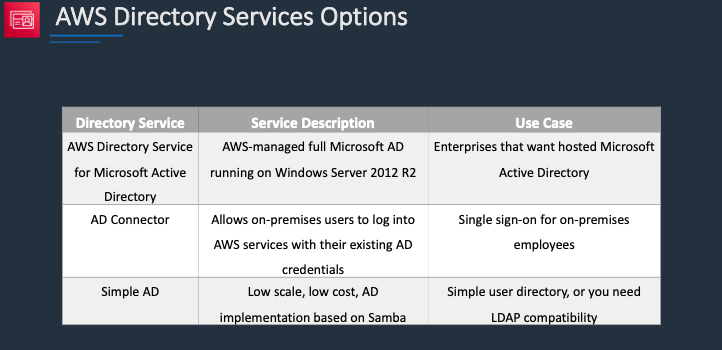 AWS Directory Services Options
Directory Service
Service Description
Use Case
AWS Directory Service
for Microsoft Active
Directory
AWS-managed full Microsoft AD
running on Windows Server 2012 R2
Enterprises that want hosted Microsoft
Active Directory
AD Connector
Allows on-premises users to log into
AWS services with their existing AD
credentials
Single sign-on for on-premises
employees
Simple AD
Low scale, low cost, AD
implementation based on Samba
Simple user directory, or you need
LDAP compatibility